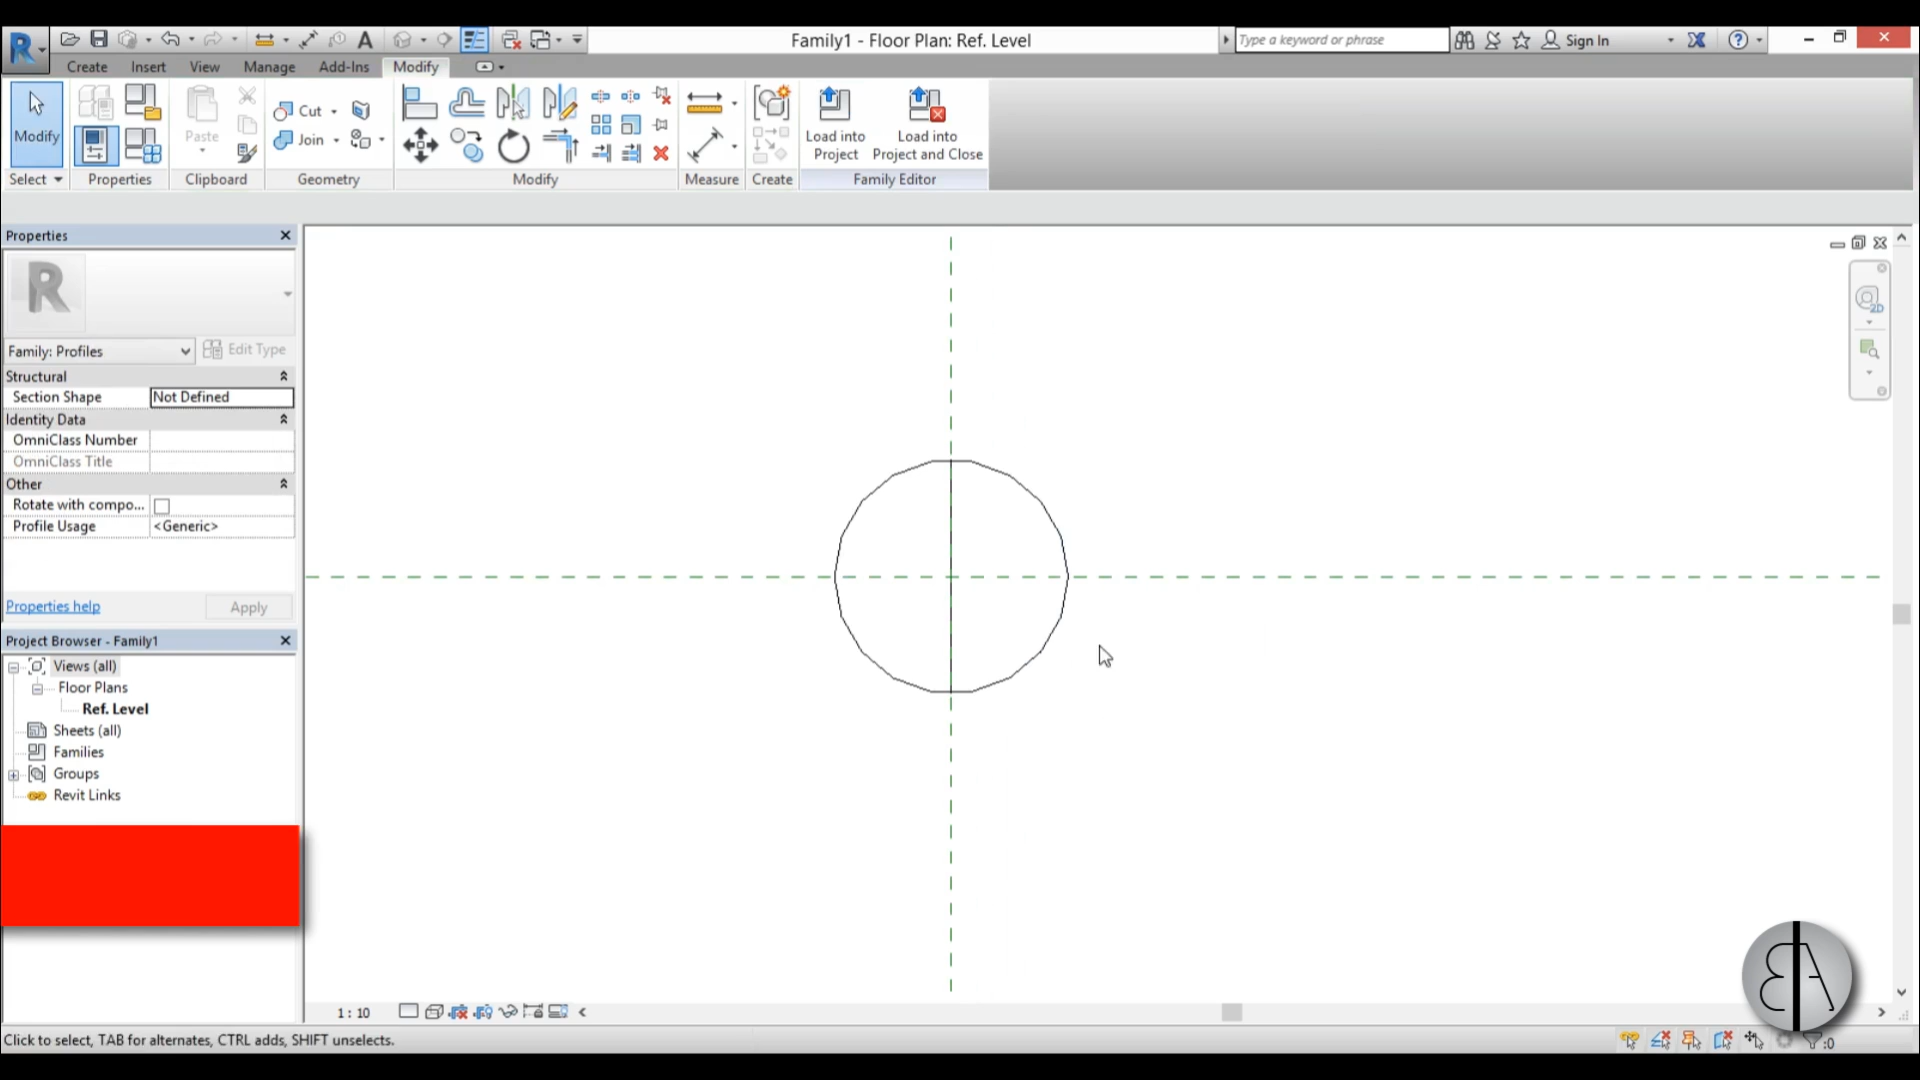 Family1 - Floor Plan: Ref. Level
Type a keyword or phrase
Sign In
Create Insert View Manage Add-Ins Modify
Modify
Paste
Cut
Join
Load into Project
Load into Project and Close
Select Properties Clipboard Geometry Modify Measure Create Family Editor
Properties
Family: Profiles
Edit Type
Structural
Section Shape Not Defined
Identity Data
OmniClass Number
OmniClass Title
Other
Rotate with compo...
Profile Usage <Generic>
Properties help
Apply
Project Browser - Family1
Views (all)
Floor Plans
Ref. Level
Sheets (all)
Families
Groups
Revit Links
2D
1 : 10
Click to select, TAB for alternates, CTRL adds, SHIFT unselects.
:0